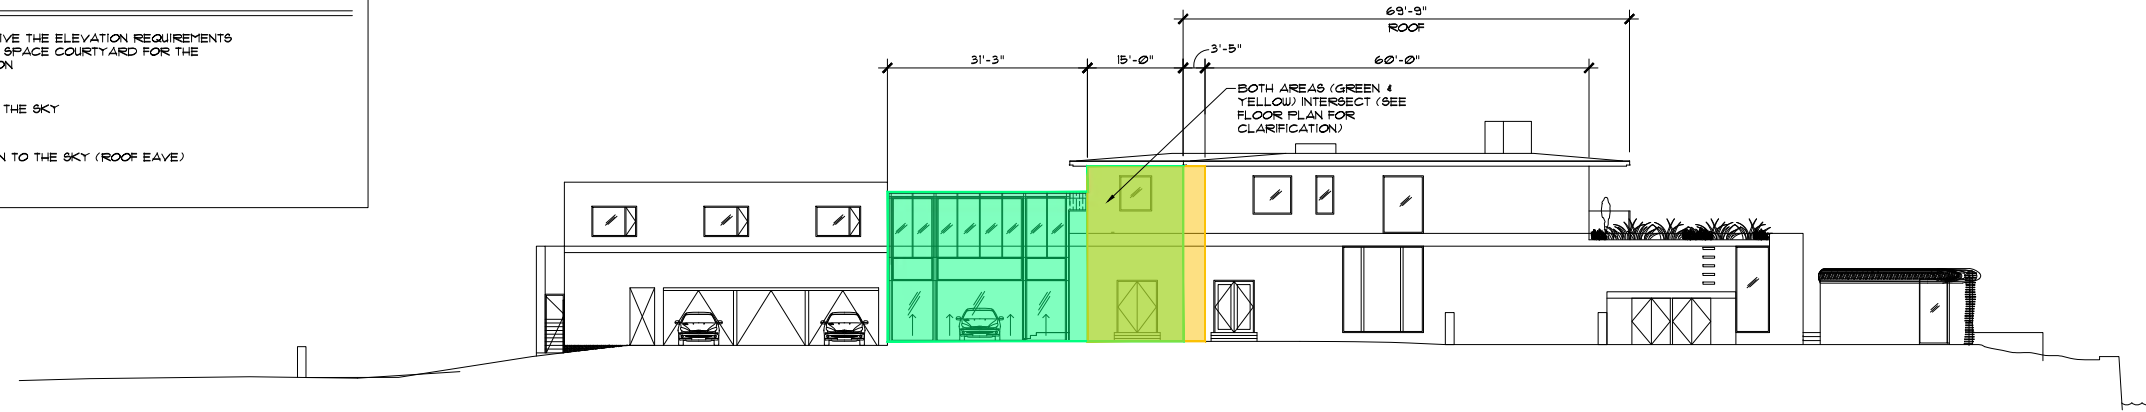 IVE THE ELEVATION REQUIREMENTS
SPACE COURTYARD FOR THE
ON
THE SKY
N TO THE SKY (ROOF EAVE)
69'-9"
ROOF
31'-3"
15'-0"
3'-5"
60'-0"
BOTH AREAS (GREEN &
YELLOW) INTERSECT (SEE
FLOOR PLAN FOR
CLARIFICATION)